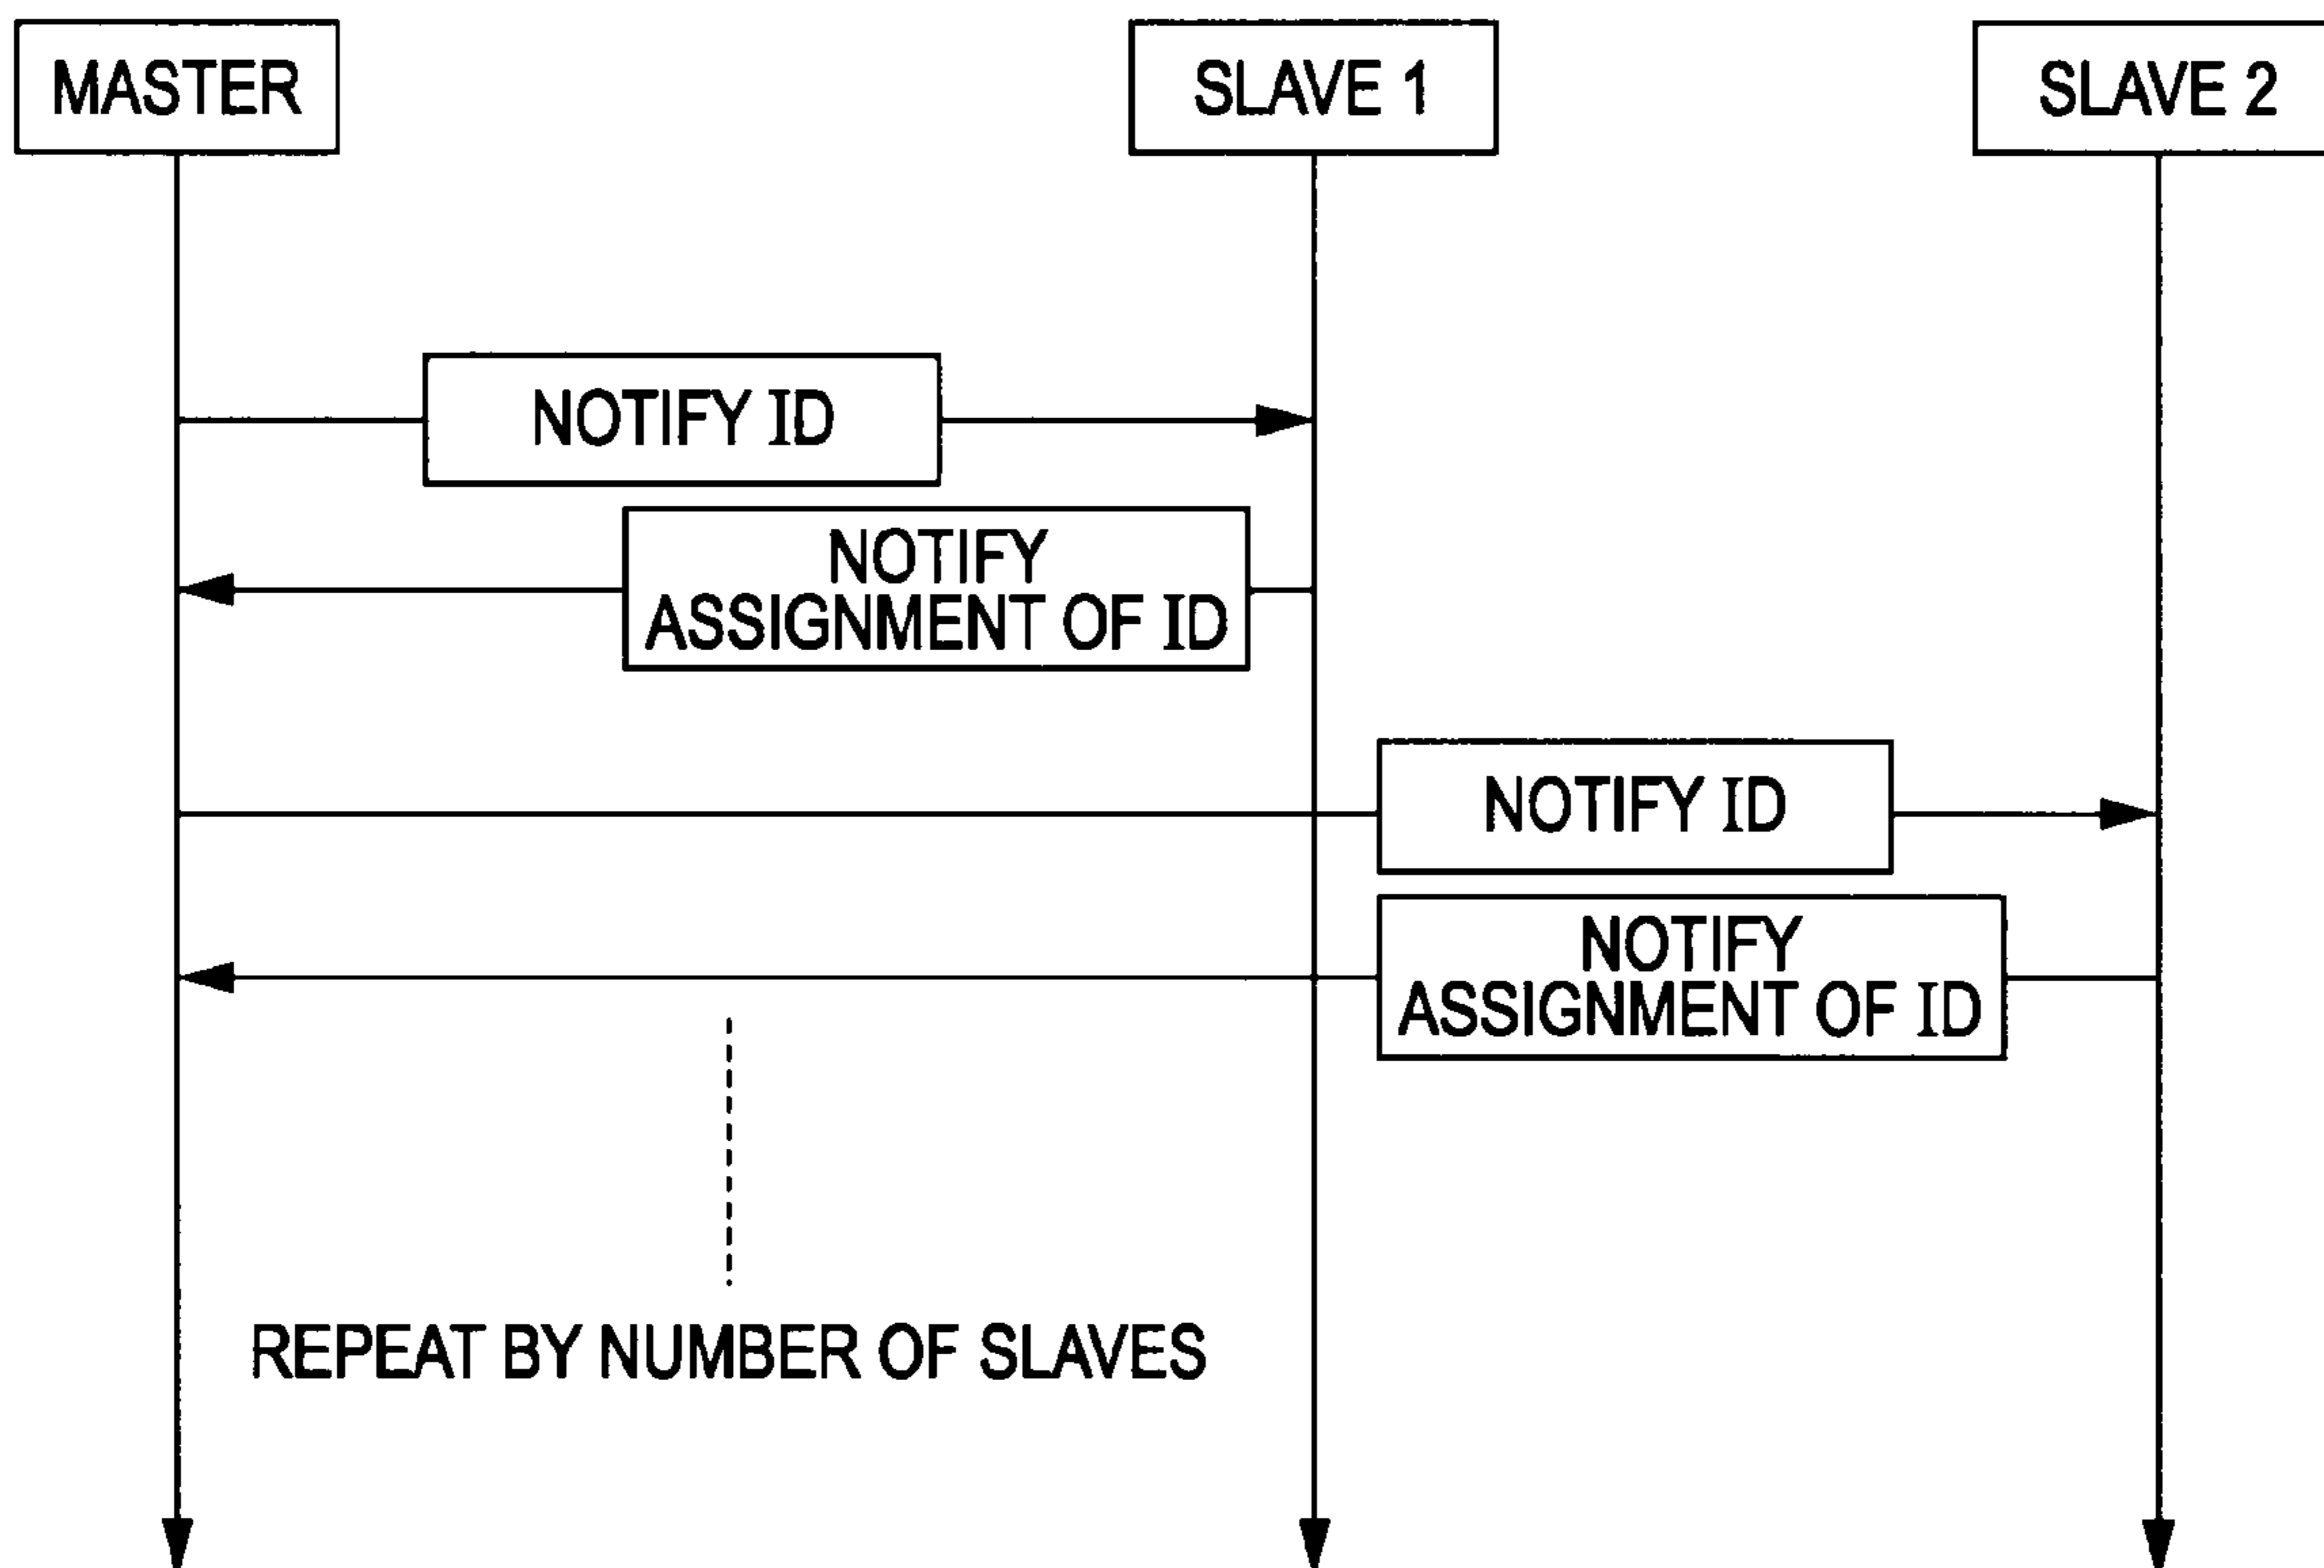 MASTER
SLAVE 1
SLAVE 2
NOTIFY ID
NOTIFY
ASSIGNMENT OF ID
NOTIFY ID
NOTIFY
ASSIGNMENT OF ID
REPEAT BY NUMBER OF SLAVES